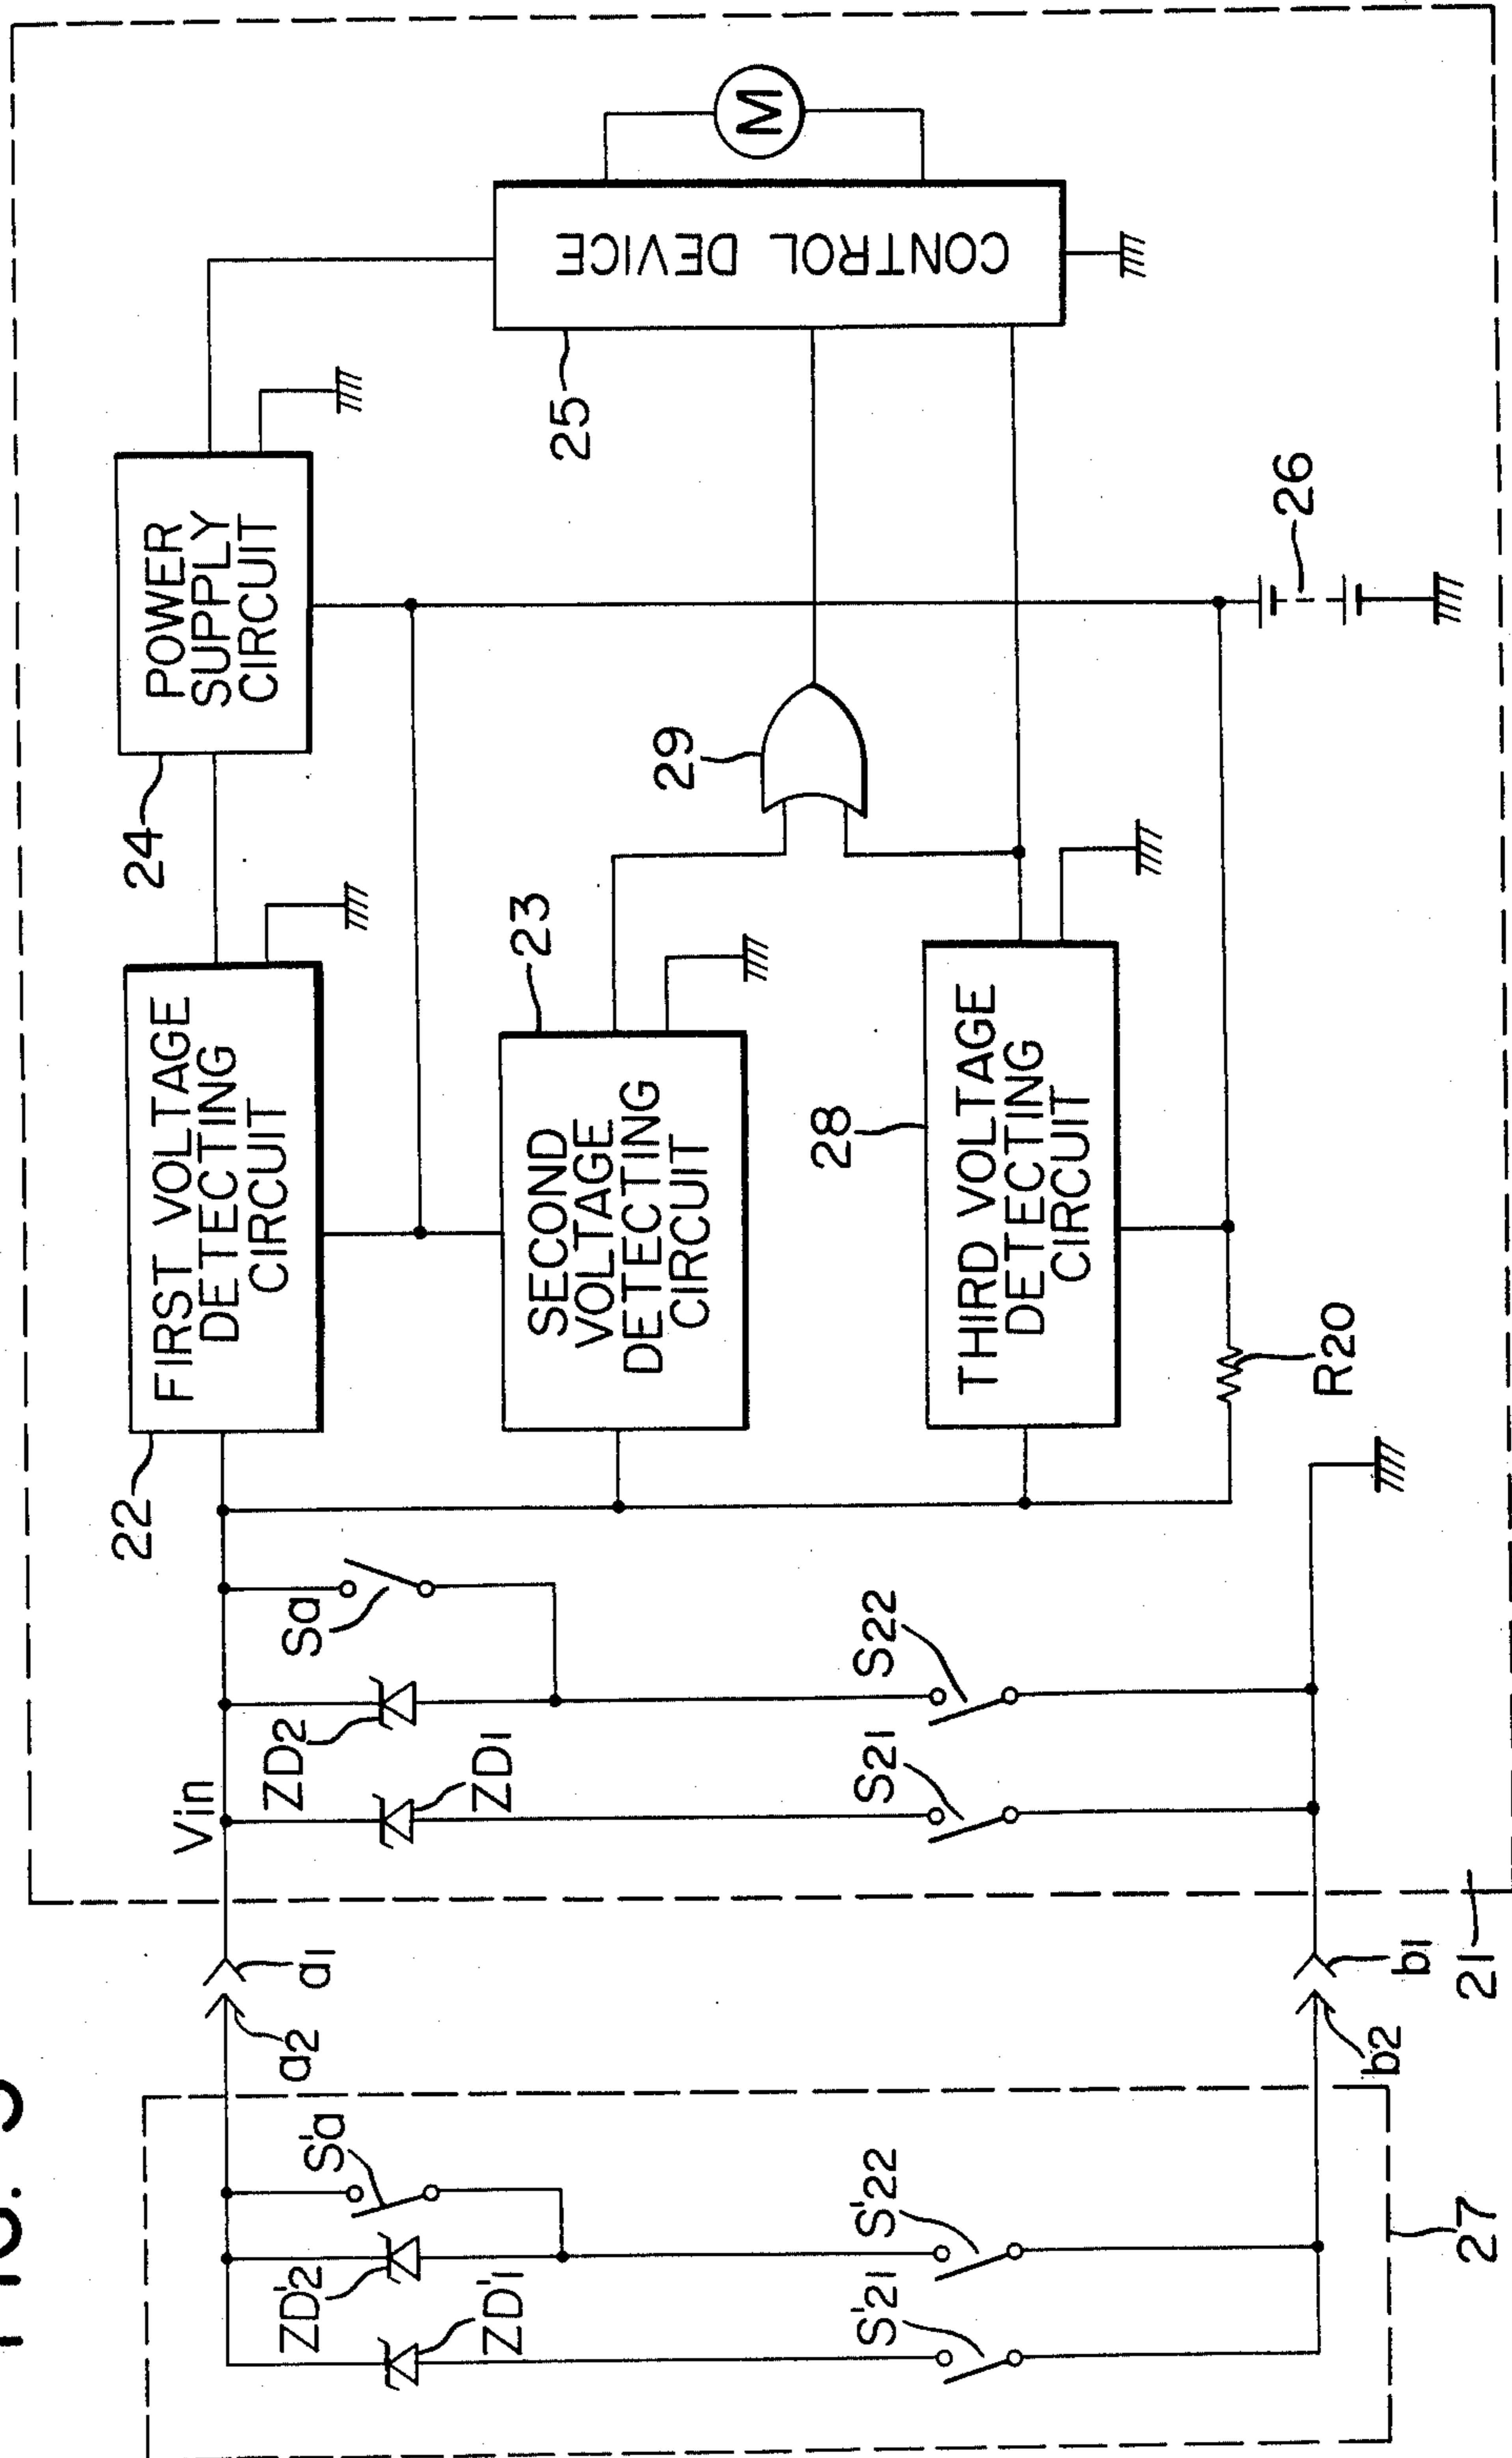 FIG.
22
24
FIRST VOLTAGE
DETECTING
CIRCUIT
POWER
SUPPLY
CIRCUIT
Vin
a2
a1
S'a
ZD'2
ZD'1
ZD2
ZD1
Sa
23
SECOND
VOLTAGE
DETECTING
CIRCUIT
25
CONTROL DEVICE
M
29
28
THIRD VOLTAGE
DETECTING
CIRCUIT
S'21
S'22
S21
S22
R20
26
b2
b1
27
21